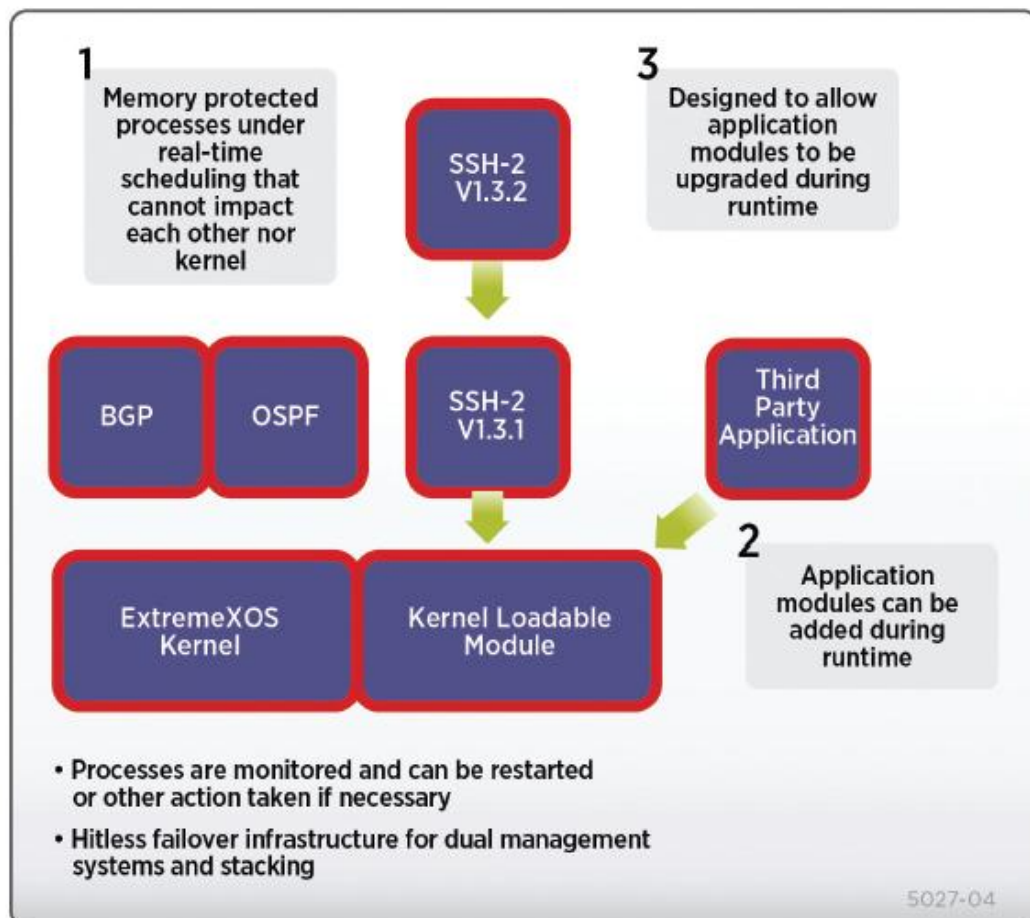 1
Memory protected
processes under
real-time
scheduling that
cannot impact
each other nor
kernel
3
Designed to allow
application
modules to be
upgraded during
runtime
SSH-2
V1.3.2
BGP
OSPF
SSH-2
V1.3.1
Third
Party
Application
2
Application
modules can be
added during
runtime
ExtremeXOS
Kernel
Kernel Loadable
Module
• Processes are monitored and can be restarted
or other action taken if necessary
• Hitless failover infrastructure for dual management
systems and stacking
5027-04